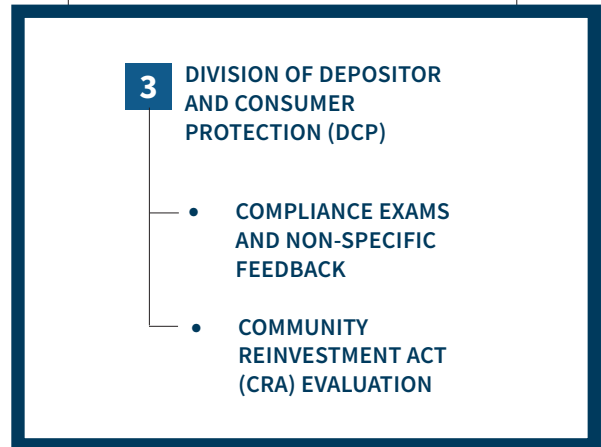 3 DIVISION OF DEPOSITOR
AND CONSUMER
PROTECTION (DCP)
• COMPLIANCE EXAMS
AND NON-SPECIFIC
FEEDBACK
• COMMUNITY
REINVESTMENT ACT
(CRA) EVALUATION